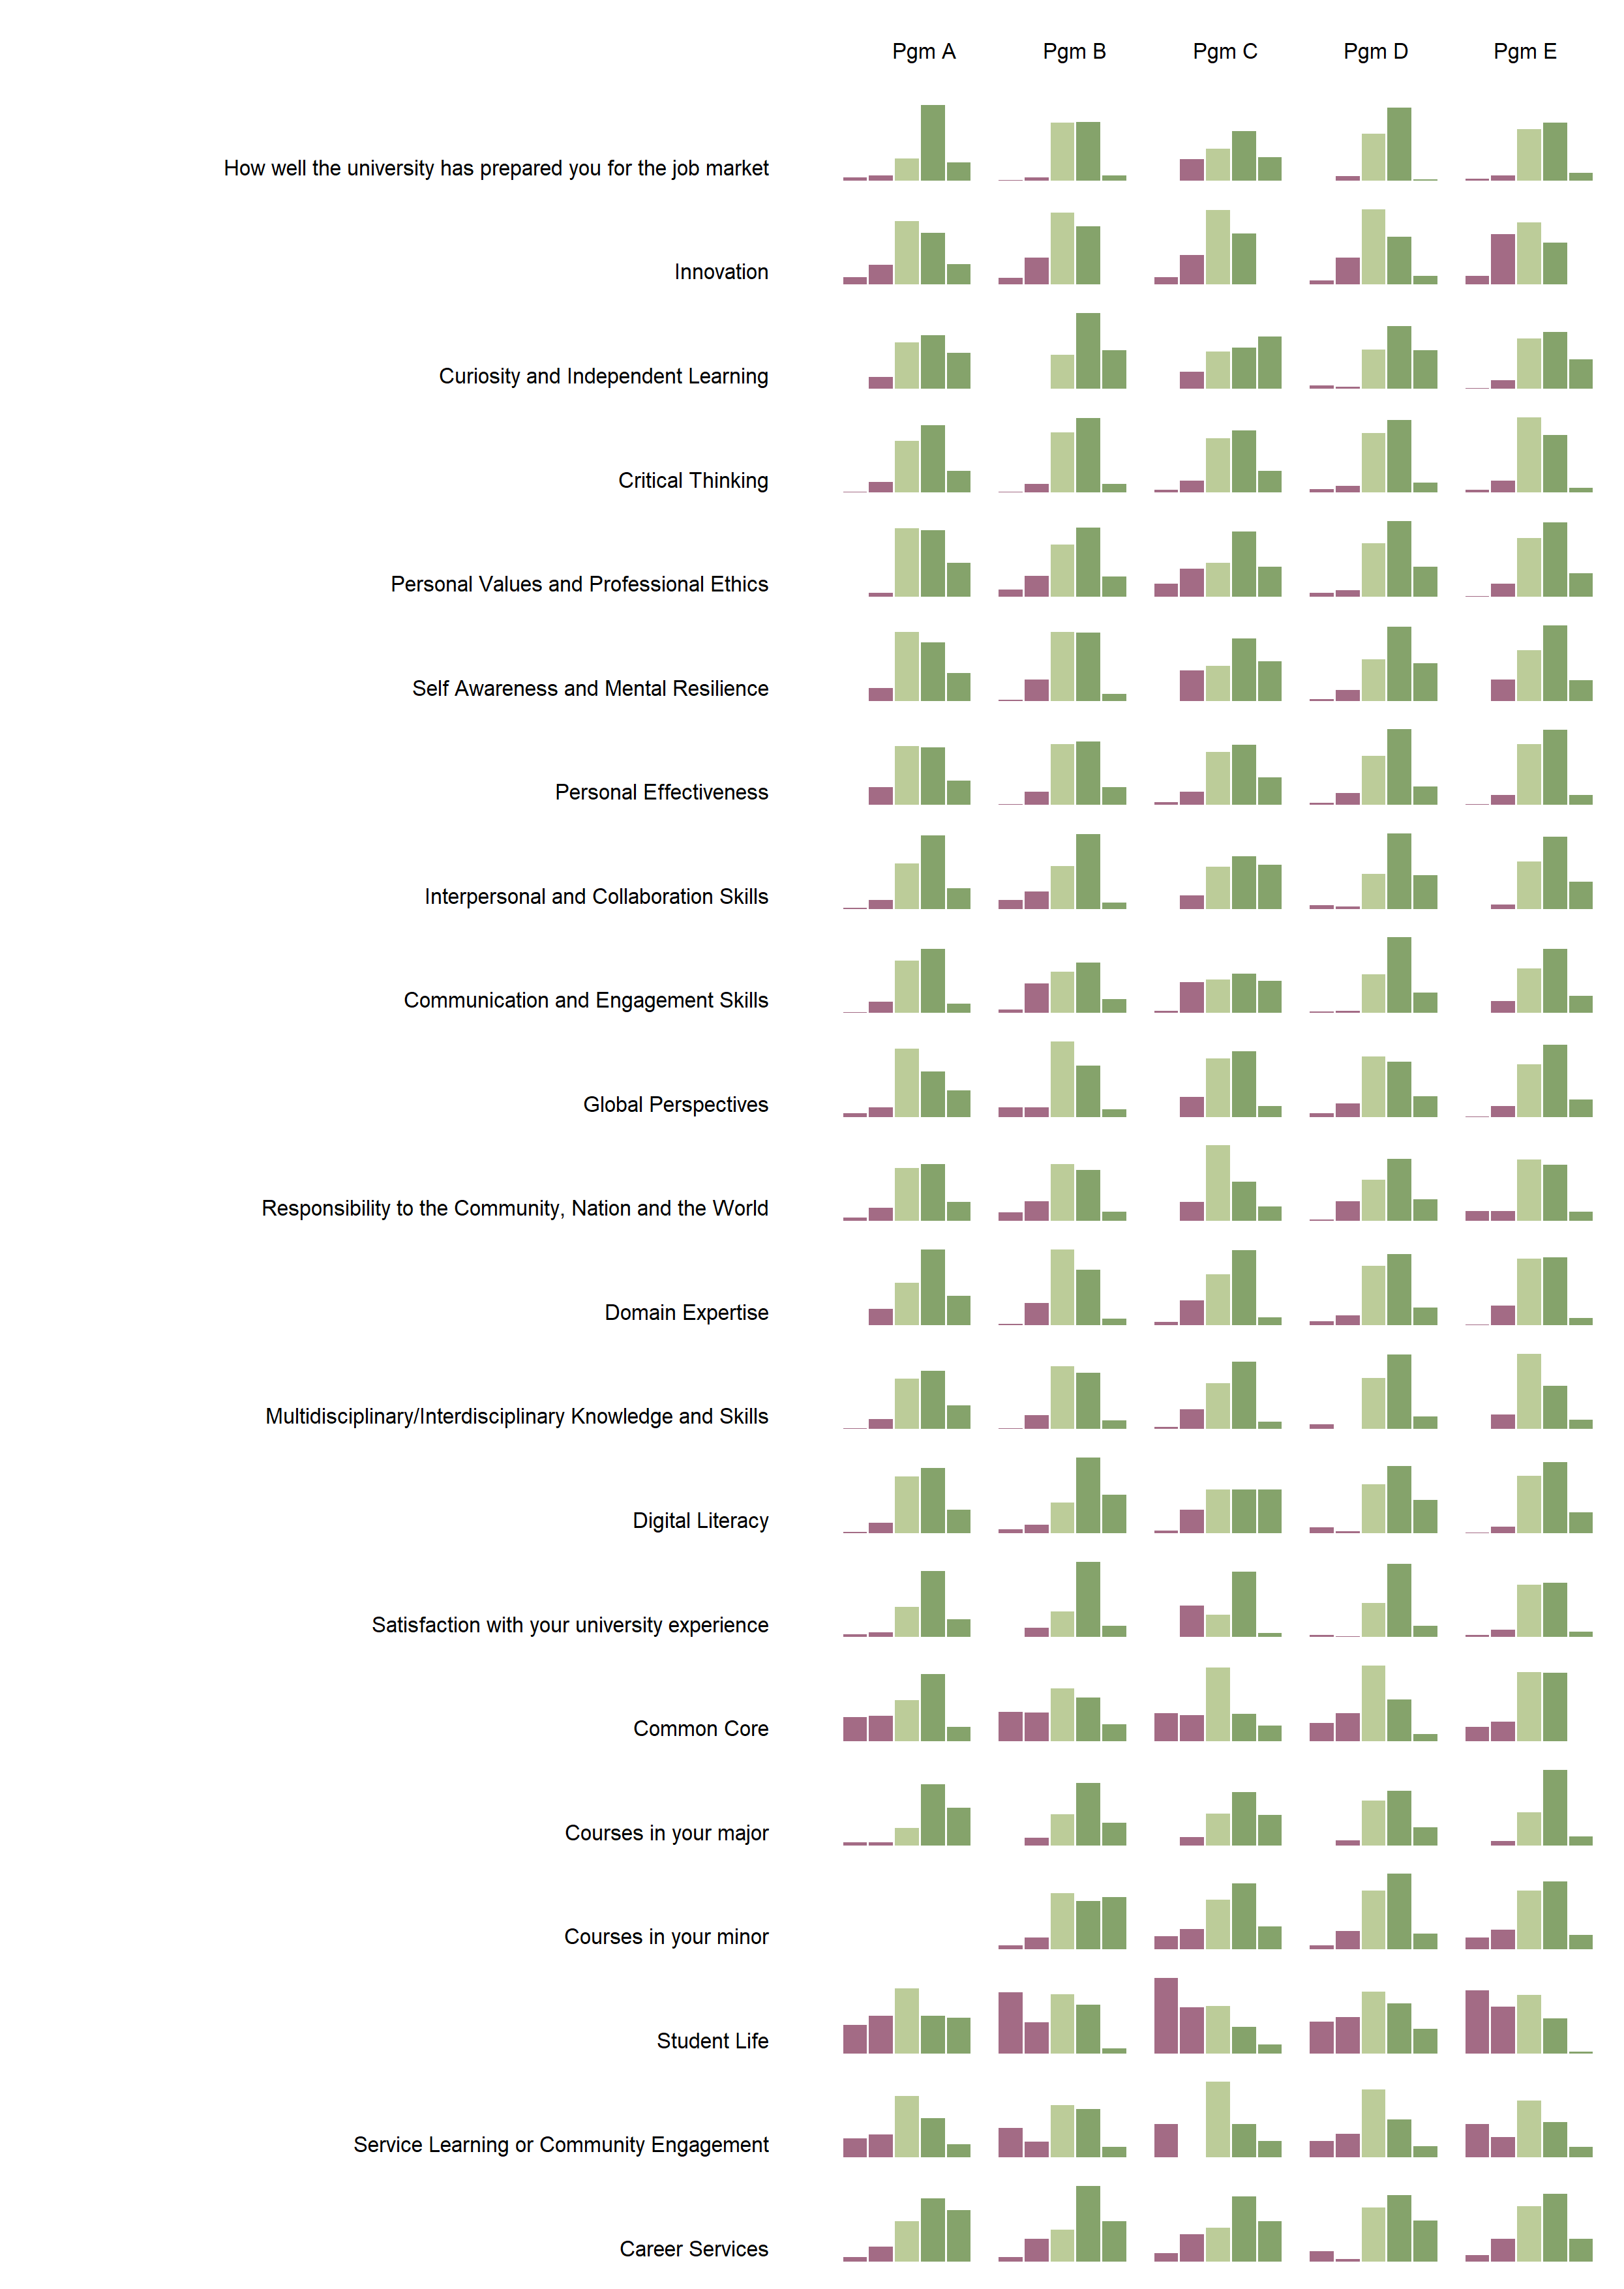 Pgm A Pgm B Pgm C Pgm D Pgm E
How well the university has prepared you for the job market
Innovation
Curiosity and Independent Learning
Critical Thinking
Personal Values and Professional Ethics
Self Awareness and Mental Resilience
Personal Effectiveness
Interpersonal and Collaboration Skills
Communication and Engagement Skills
Global Perspectives
Responsibility to the Community, Nation and the World
Domain Expertise
Multidisciplinary/Interdisciplinary Knowledge and Skills
Digital Literacy
Satisfaction with your university experience
Common Core
Courses in your major
Courses in your minor
Student Life
Service Learning or Community Engagement
Career Services